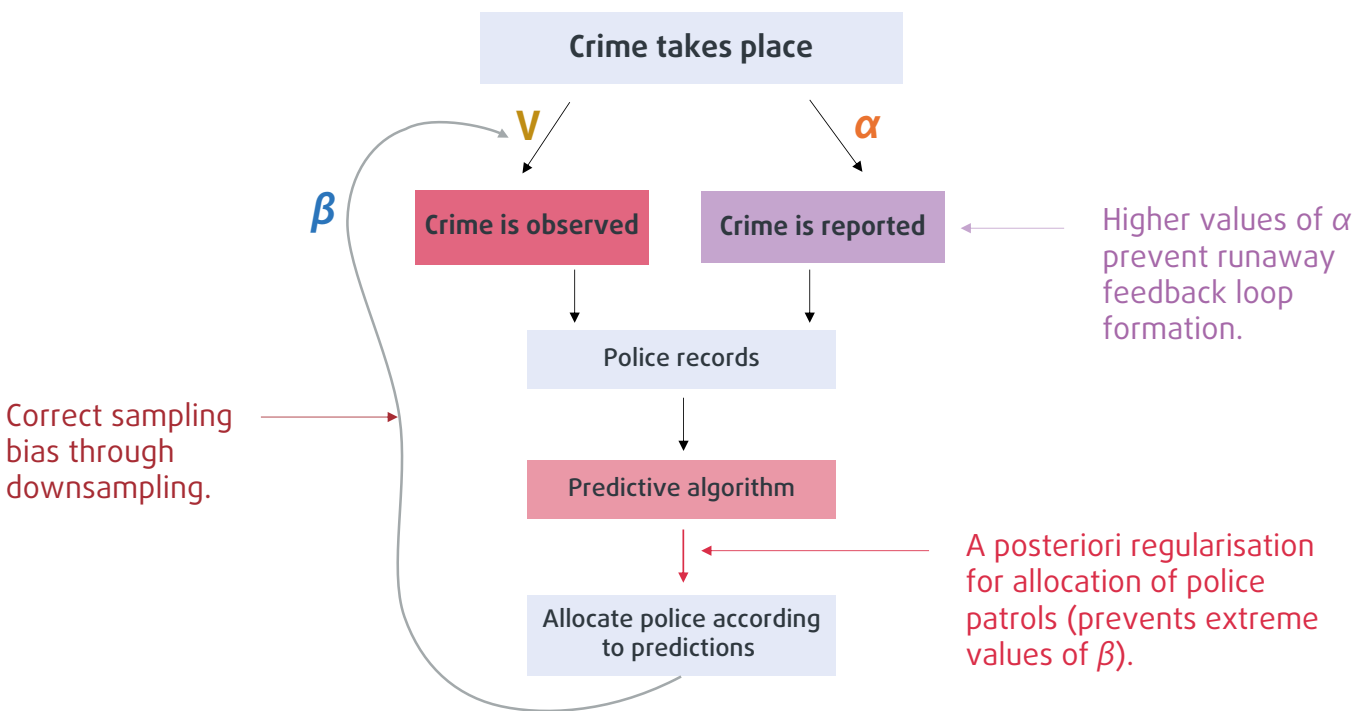 Crime takes place
V
α
β
Crime is observed
Crime is reported
Higher values of α
prevent runaway
feedback loop
formation.
Police records
Correct sampling
bias through
downsampling.
Predictive algorithm
A posteriori regularisation
for allocation of police
patrols (prevents extreme
values of β).
Allocate police according
to predictions